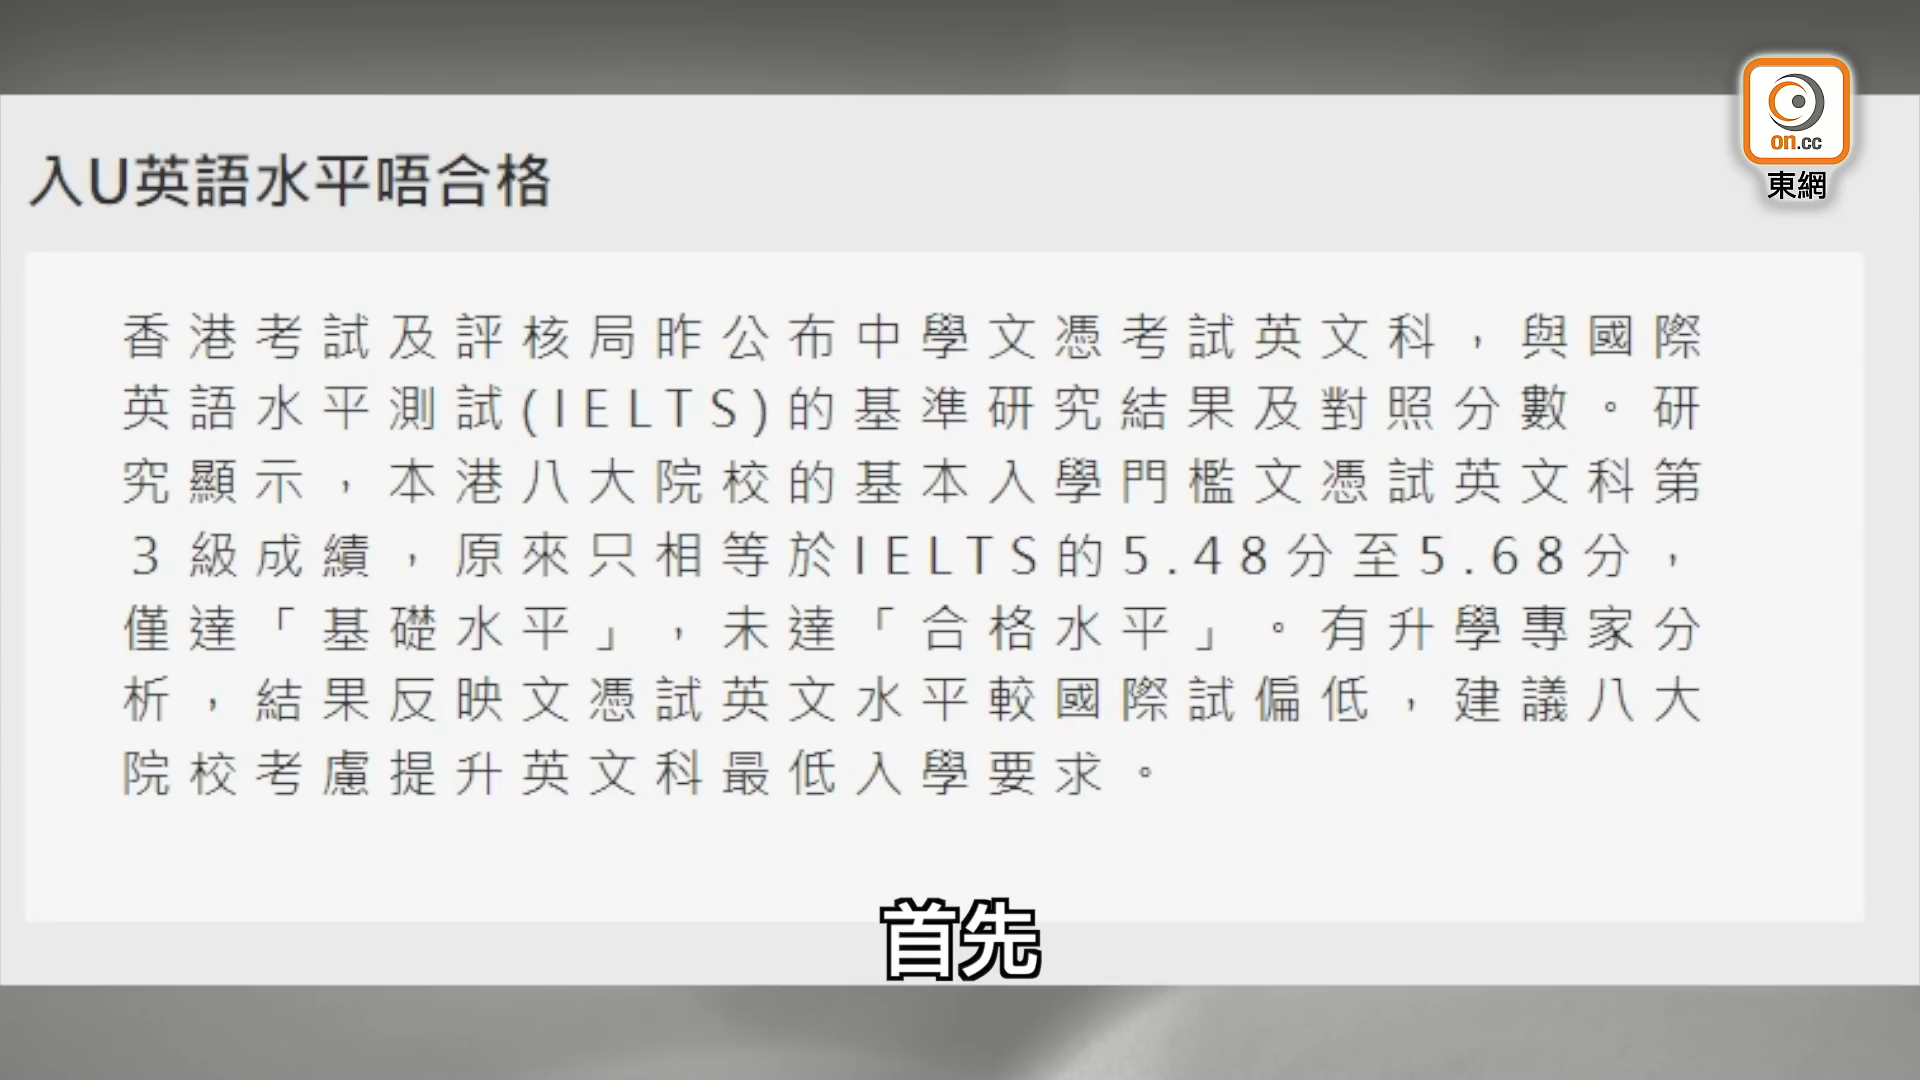 on.cc
東網
入U英語水平唔合格
香港考試及評核局昨公布中學文憑考試英文科，與國際
英語水平測試(IELTS)的基準研究結果及對照分數。研
究顯示，本港八大院校的基本入學門檻文憑試英文科第
3級成績，原來只相等於IELTS的5.48分至5.68分，
僅達「基礎水平」，未達「合格水平」。有升學專家分
析，結果反映文憑試英文水平較國際試偏低，建議八大
院校考慮提升英文科最低入學要求。
首先